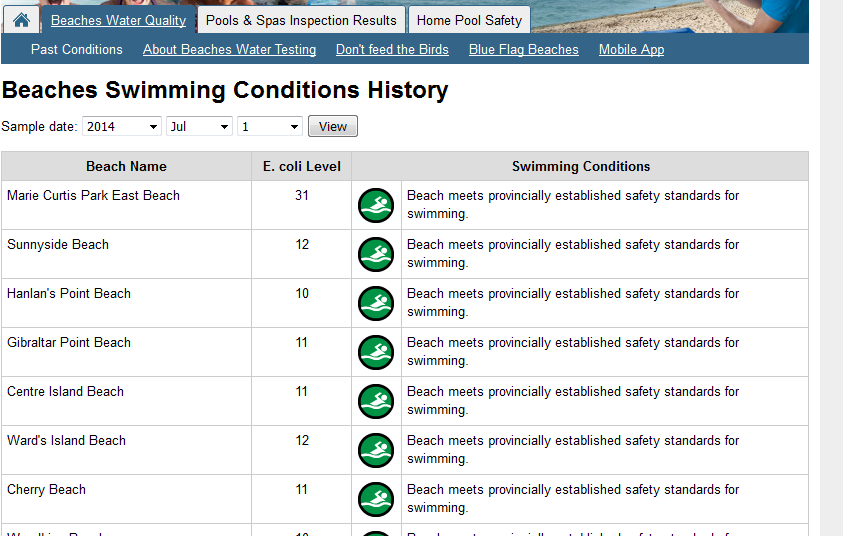 Beaches Water Quality Pools & Spas Inspection Results Home Pool Safety
Past Conditions About Beaches Water Testing Don't feed the Birds Blue Flag Beaches Mobile App
Beaches Swimming Conditions History
Sample date: 2014 Jul 1 View
Beach Name E. coli Level Swimming Conditions
Marie Curtis Park East Beach 31 Beach meets provincially established safety standards for
swimming.
Sunnyside Beach 12 Beach meets provincially established safety standards for
swimming.
Hanlan's Point Beach 10 Beach meets provincially established safety standards for
swimming.
Gibraltar Point Beach 11 Beach meets provincially established safety standards for
swimming.
Centre Island Beach 11 Beach meets provincially established safety standards for
swimming.
Ward's Island Beach 12 Beach meets provincially established safety standards for
swimming.
Cherry Beach 11 Beach meets provincially established safety standards for
swimming.